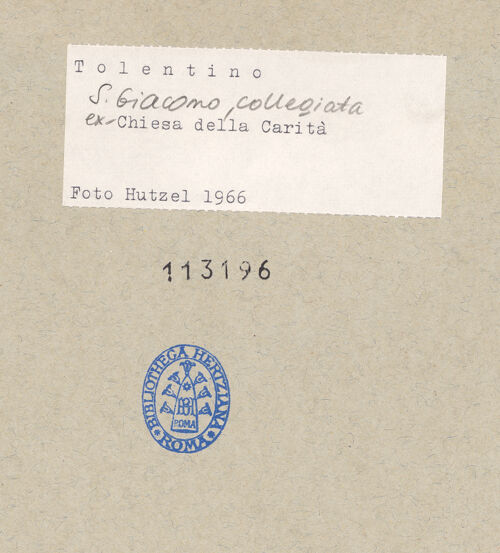 Tolentino
S. Giacomo, collegiata
ex-Chiesa della Carità
Foto Hutzel 1966
113196
BIBLIOTHECA HERTZIANA
ROMA
ROMA